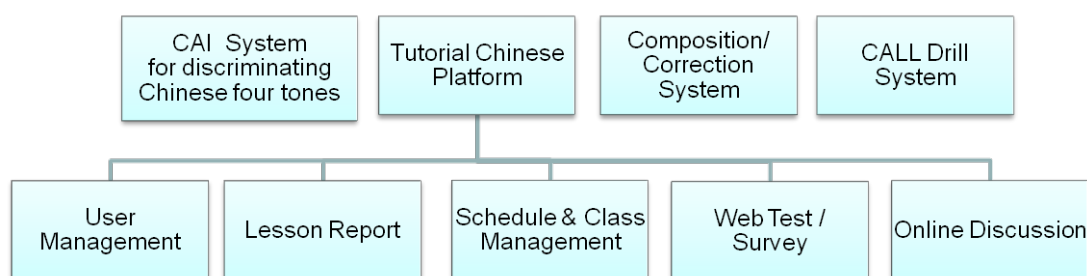 CAI System
for discriminating
Chinese four tones
Tutorial Chinese
Platform
Composition/
Correction
System
CALL Drill
System
User
Management
Lesson Report
Schedule & Class
Management
Web Test /
Survey
Online Discussion